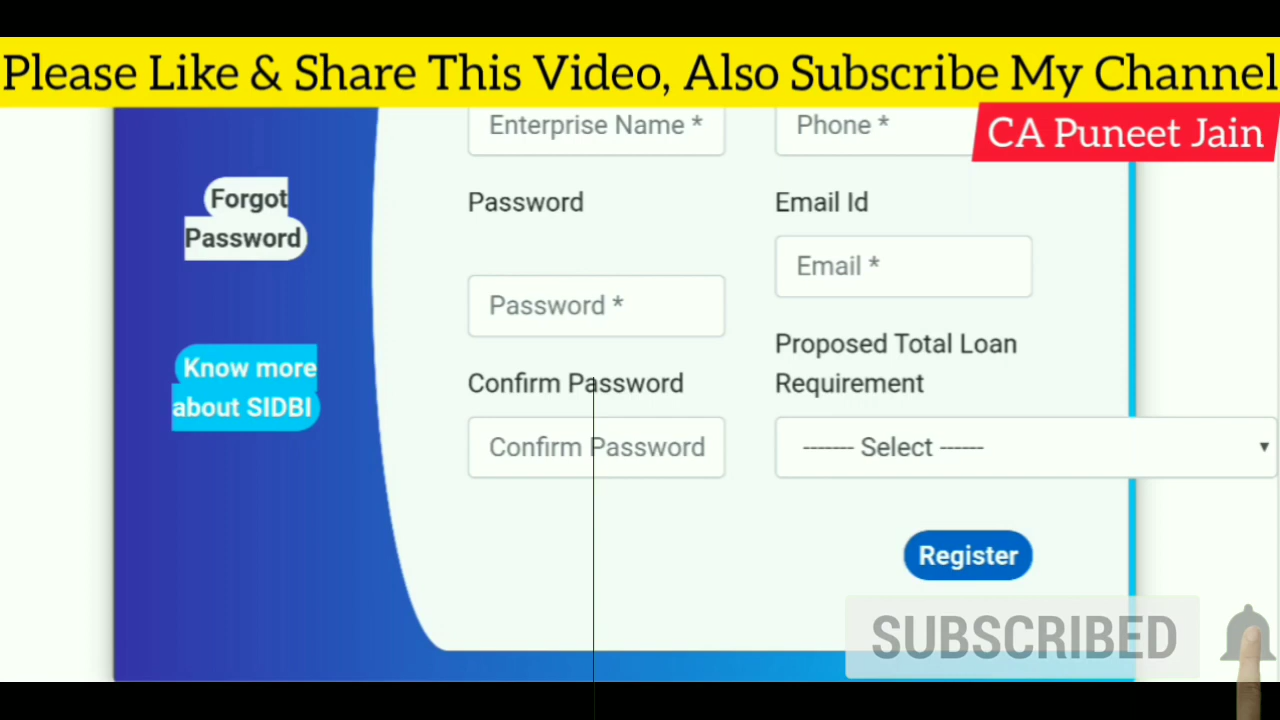 Please Like & Share This Video, Also Subscribe My Channel
CA Puneet Jain
Enterprise Name *
Phone *
Forgot
Password
Password
Email Id
Email *
Password *
Know more
about SIDBI
Proposed Total Loan
Requirement
Confirm Password
Confirm Password
------- Select ------
Register
SUBSCRIBED